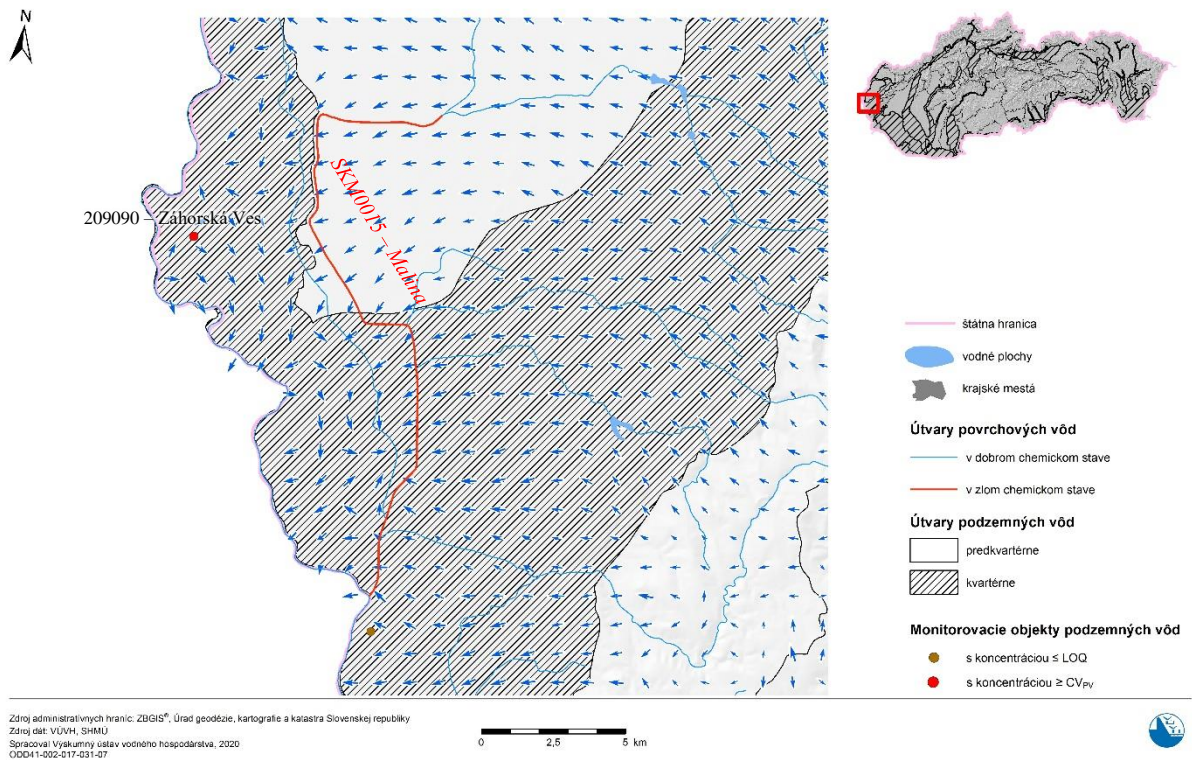 N
209090 – Záhorská Ves
SKM0015 – Malina
štátna hranica
vodné plochy
krajské mestá
Útvary povrchových vôd
v dobrom chemickom stave
v zlom chemickom stave
Útvary podzemných vôd
predkvartérne
kvartérne
Monitorovacie objekty podzemných vôd
s koncentráciou ≤ LOQ
s koncentráciou ≥ CVPV
Zdroj administratívnych hraníc: ZBGIS®, Úrad geodézie, kartografie a katastra Slovenskej republiky
Zdroj dát: VÚVH, SHMÚ
Spracoval Výskumný ústav vodného hospodárstva, 2020
ODD41-002-017-031-07
0 2,5 5 km